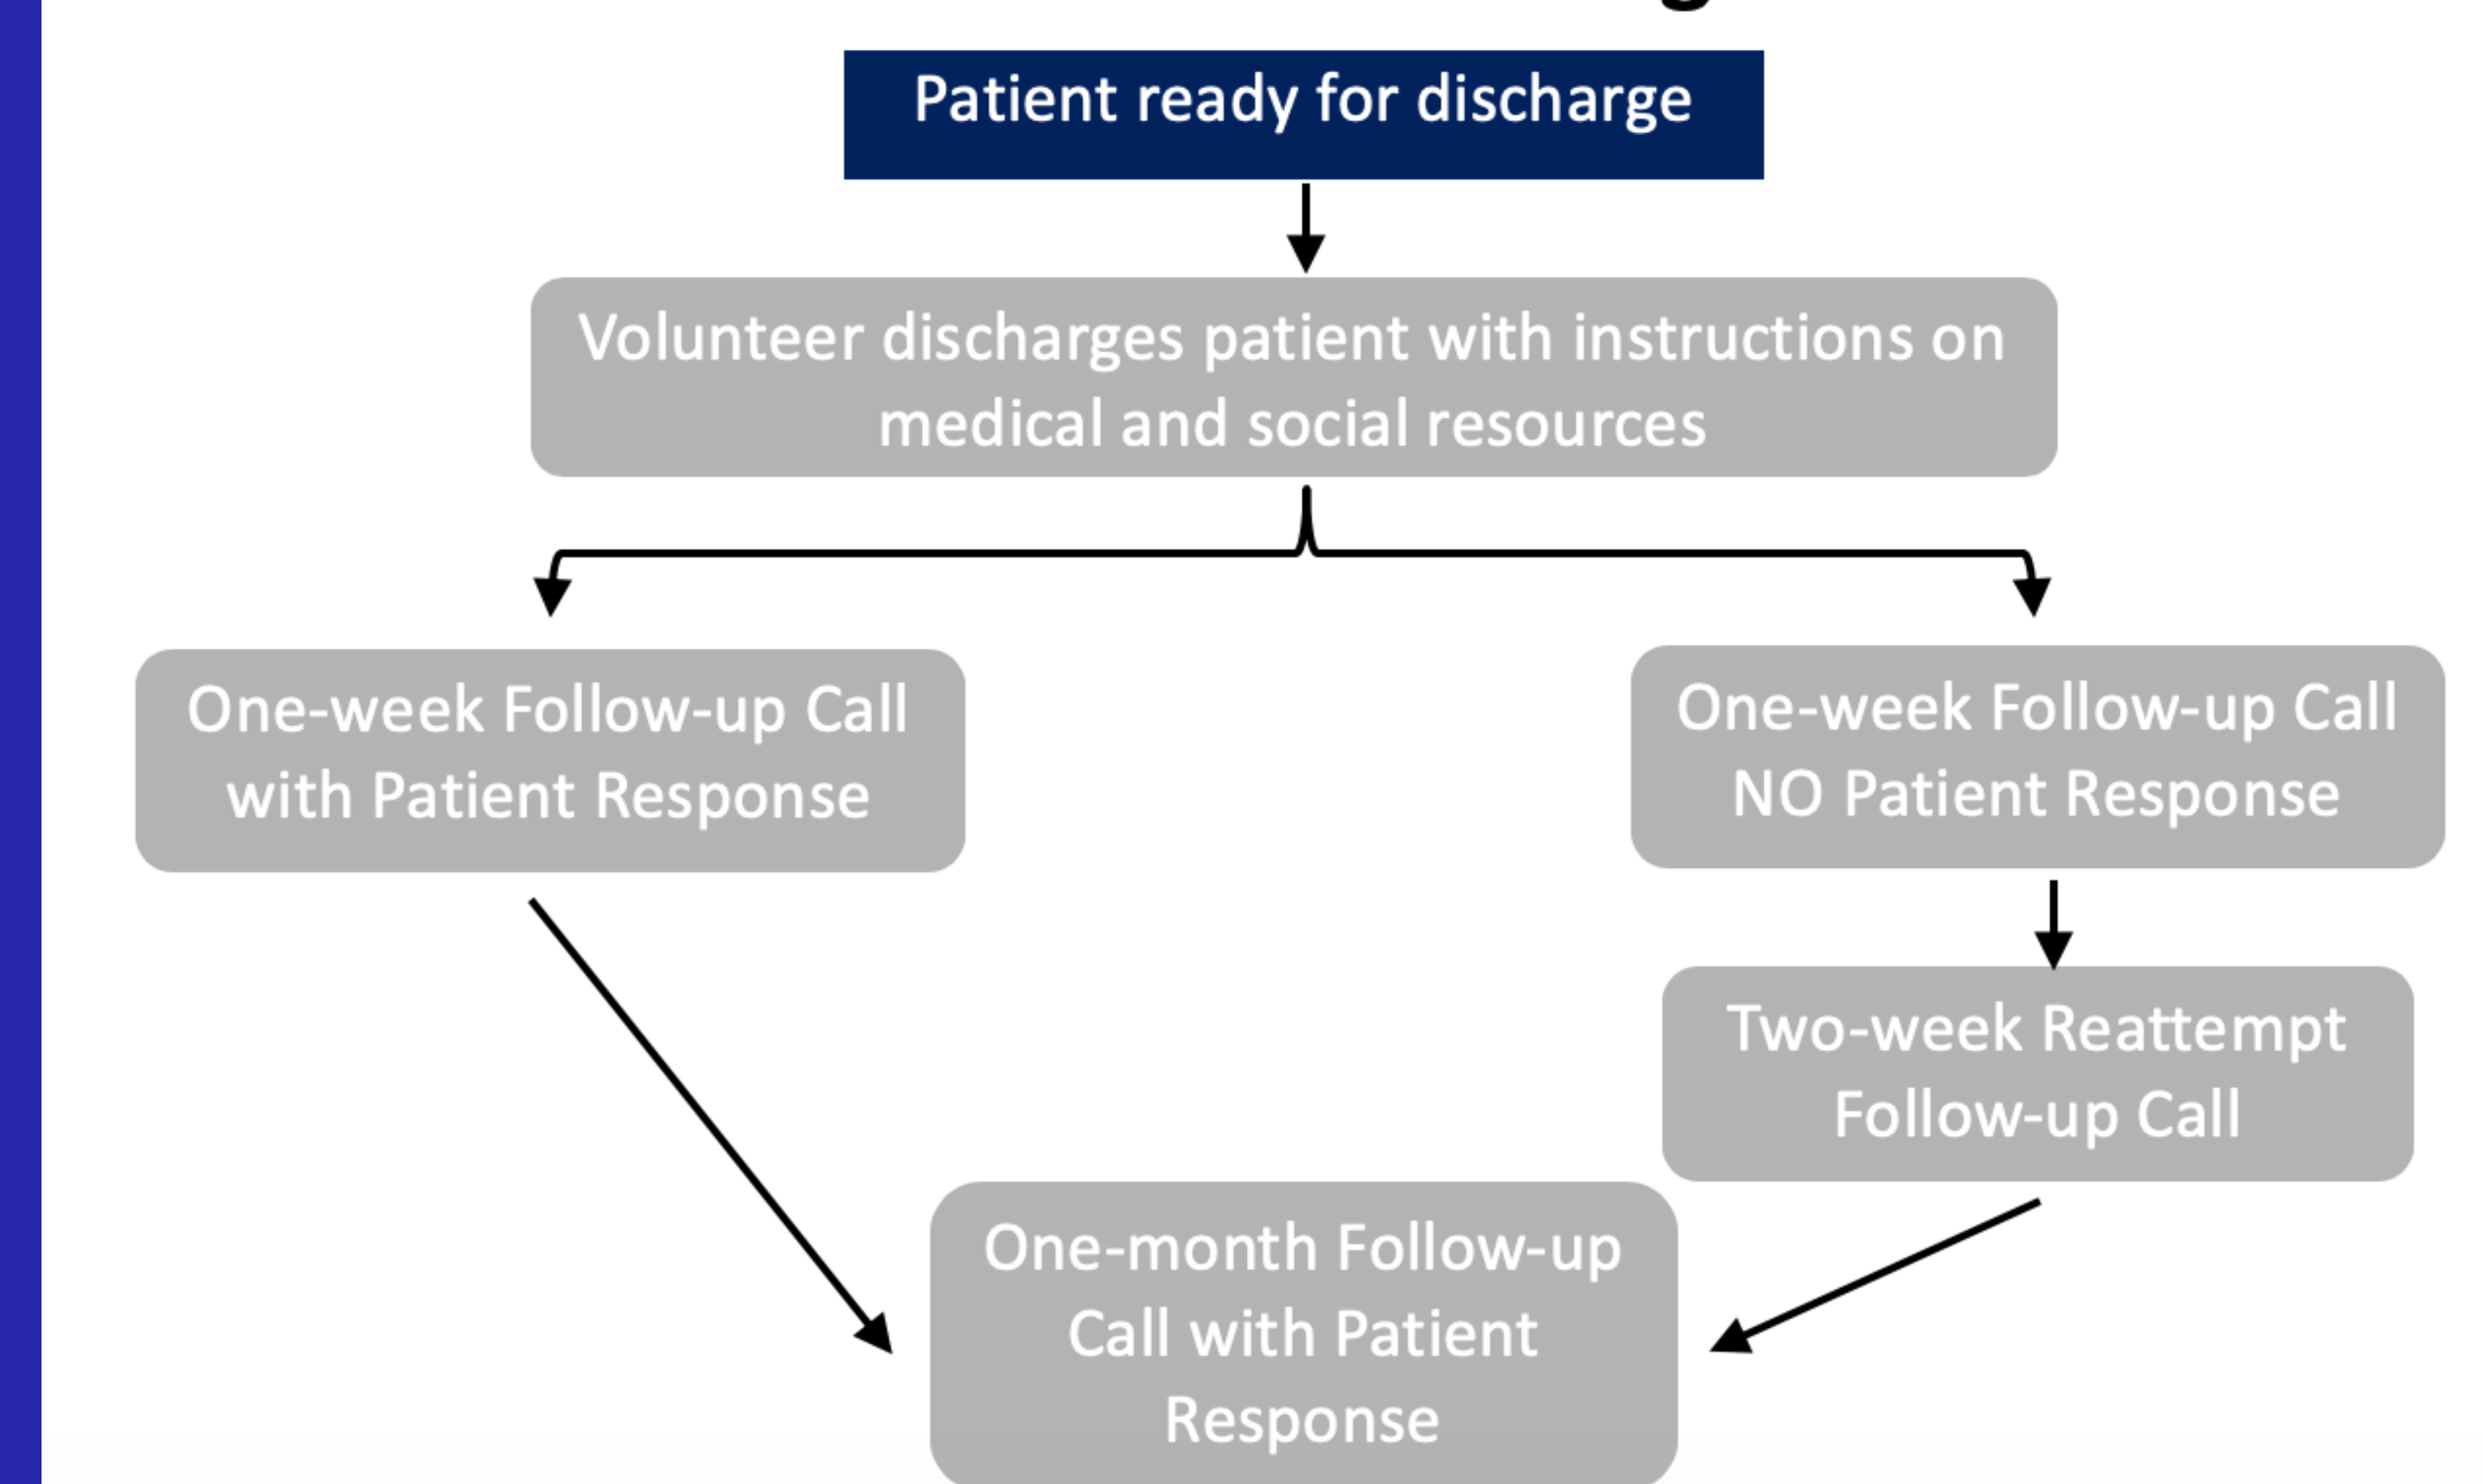 Patient ready for discharge
Volunteer discharges patient with instructions on
medical and social resources
One-week Follow-up Call
with Patient Response
One-week Follow-up Call
NO Patient Response
Two-week Reattempt
Follow-up Call
One-month Follow-up
Call with Patient
Response